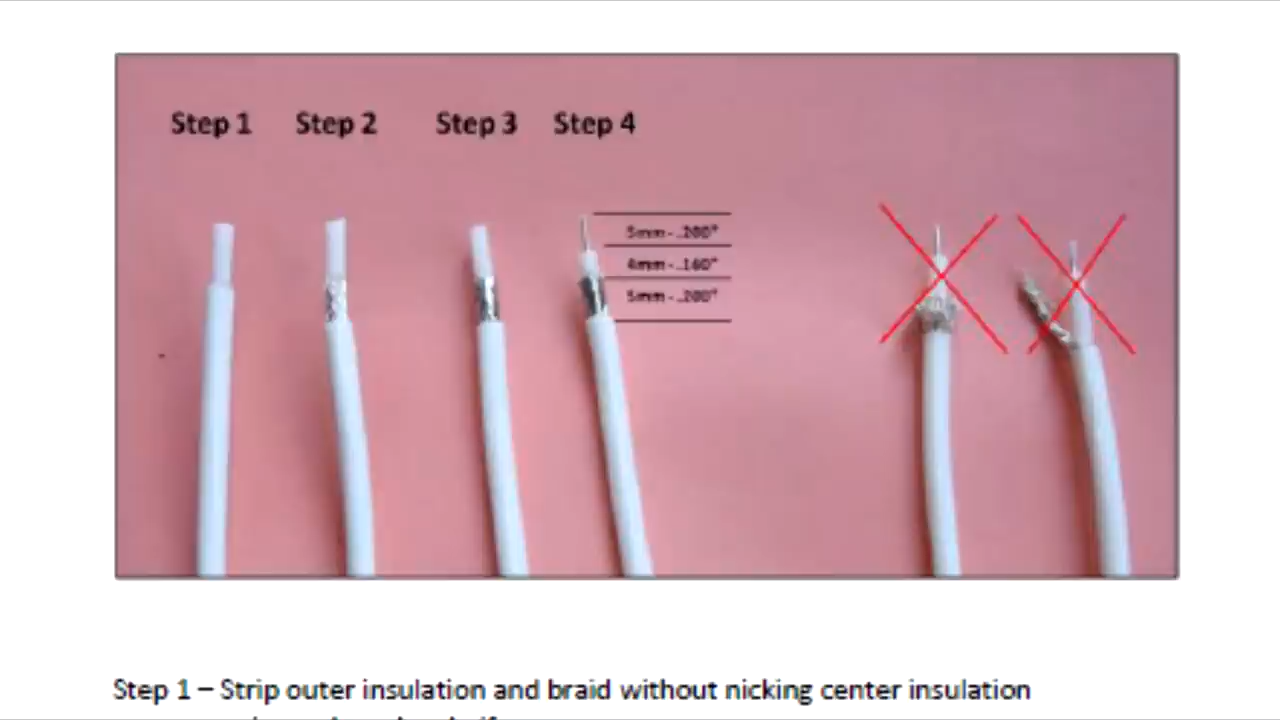 Step 1 Step 2 Step 3 Step 4
5mm - .200"
4mm - .160"
5mm - .200"
Step 1 – Strip outer insulation and braid without nicking center insulation